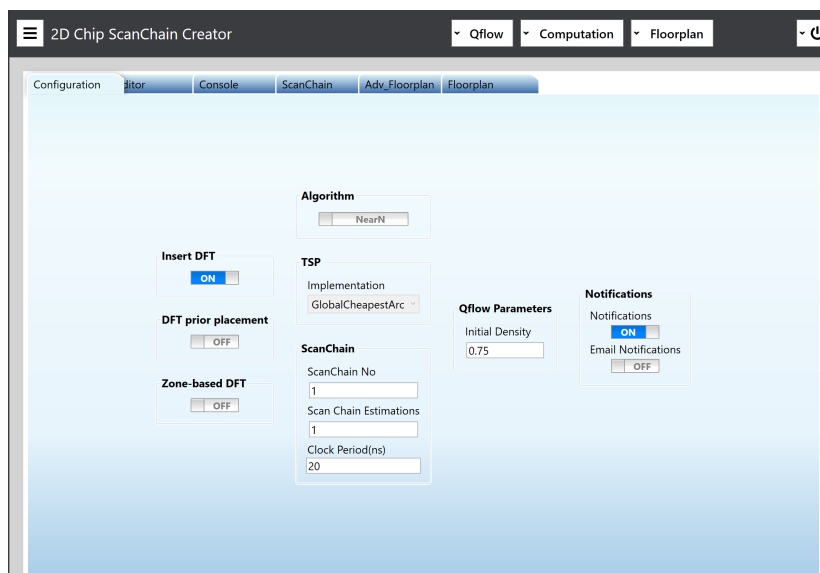 2D Chip ScanChain Creator
Qflow
Computation
Floorplan
Configuration
ditor
Console
ScanChain
Adv_Floorplan
Floorplan
Algorithm
NearN
Insert DFT
ON
DFT prior placement
OFF
Zone-based DFT
OFF
TSP
Implementation
GlobalCheapestArc
ScanChain
ScanChain No
1
Scan Chain Estimations
1
Clock Period(ns)
20
Qflow Parameters
Initial Density
0.75
Notifications
Notifications
ON
Email Notifications
OFF